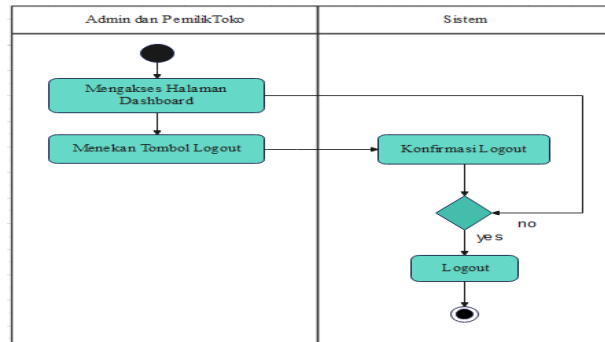 Admin dan PemilikToko
Sistem
Mengakses Halaman
Dashboard
Menekan Tombol Logout
Konfirmasi Logout
no
yes
Logout